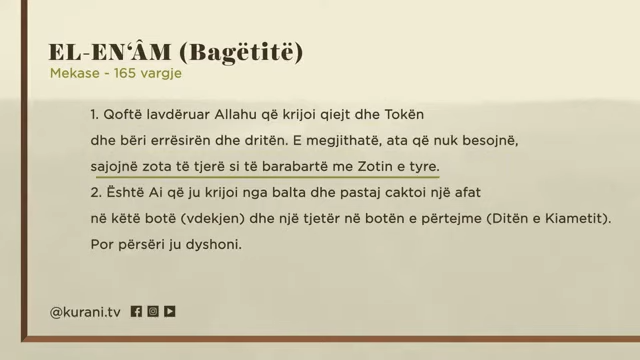 EL-EN‘ÂM (Bagëtitë)
Mekase - 165 vargje
1. Qoftë lavdëruar Allahu që krijoi qiejt dhe Tokën
dhe bëri errësirën dhe dritën. E megjithatë, ata që nuk besojnë,
sajojnë zota të tjerë si të barabartë me Zotin e tyre.
2. Është Ai që ju krijoi nga balta dhe pastaj caktoi një afat
në këtë botë (vdekjen) dhe një tjetër në botën e përtejme (Ditën e Kiametit).
Por përsëri ju dyshoni.
@kurani.tv